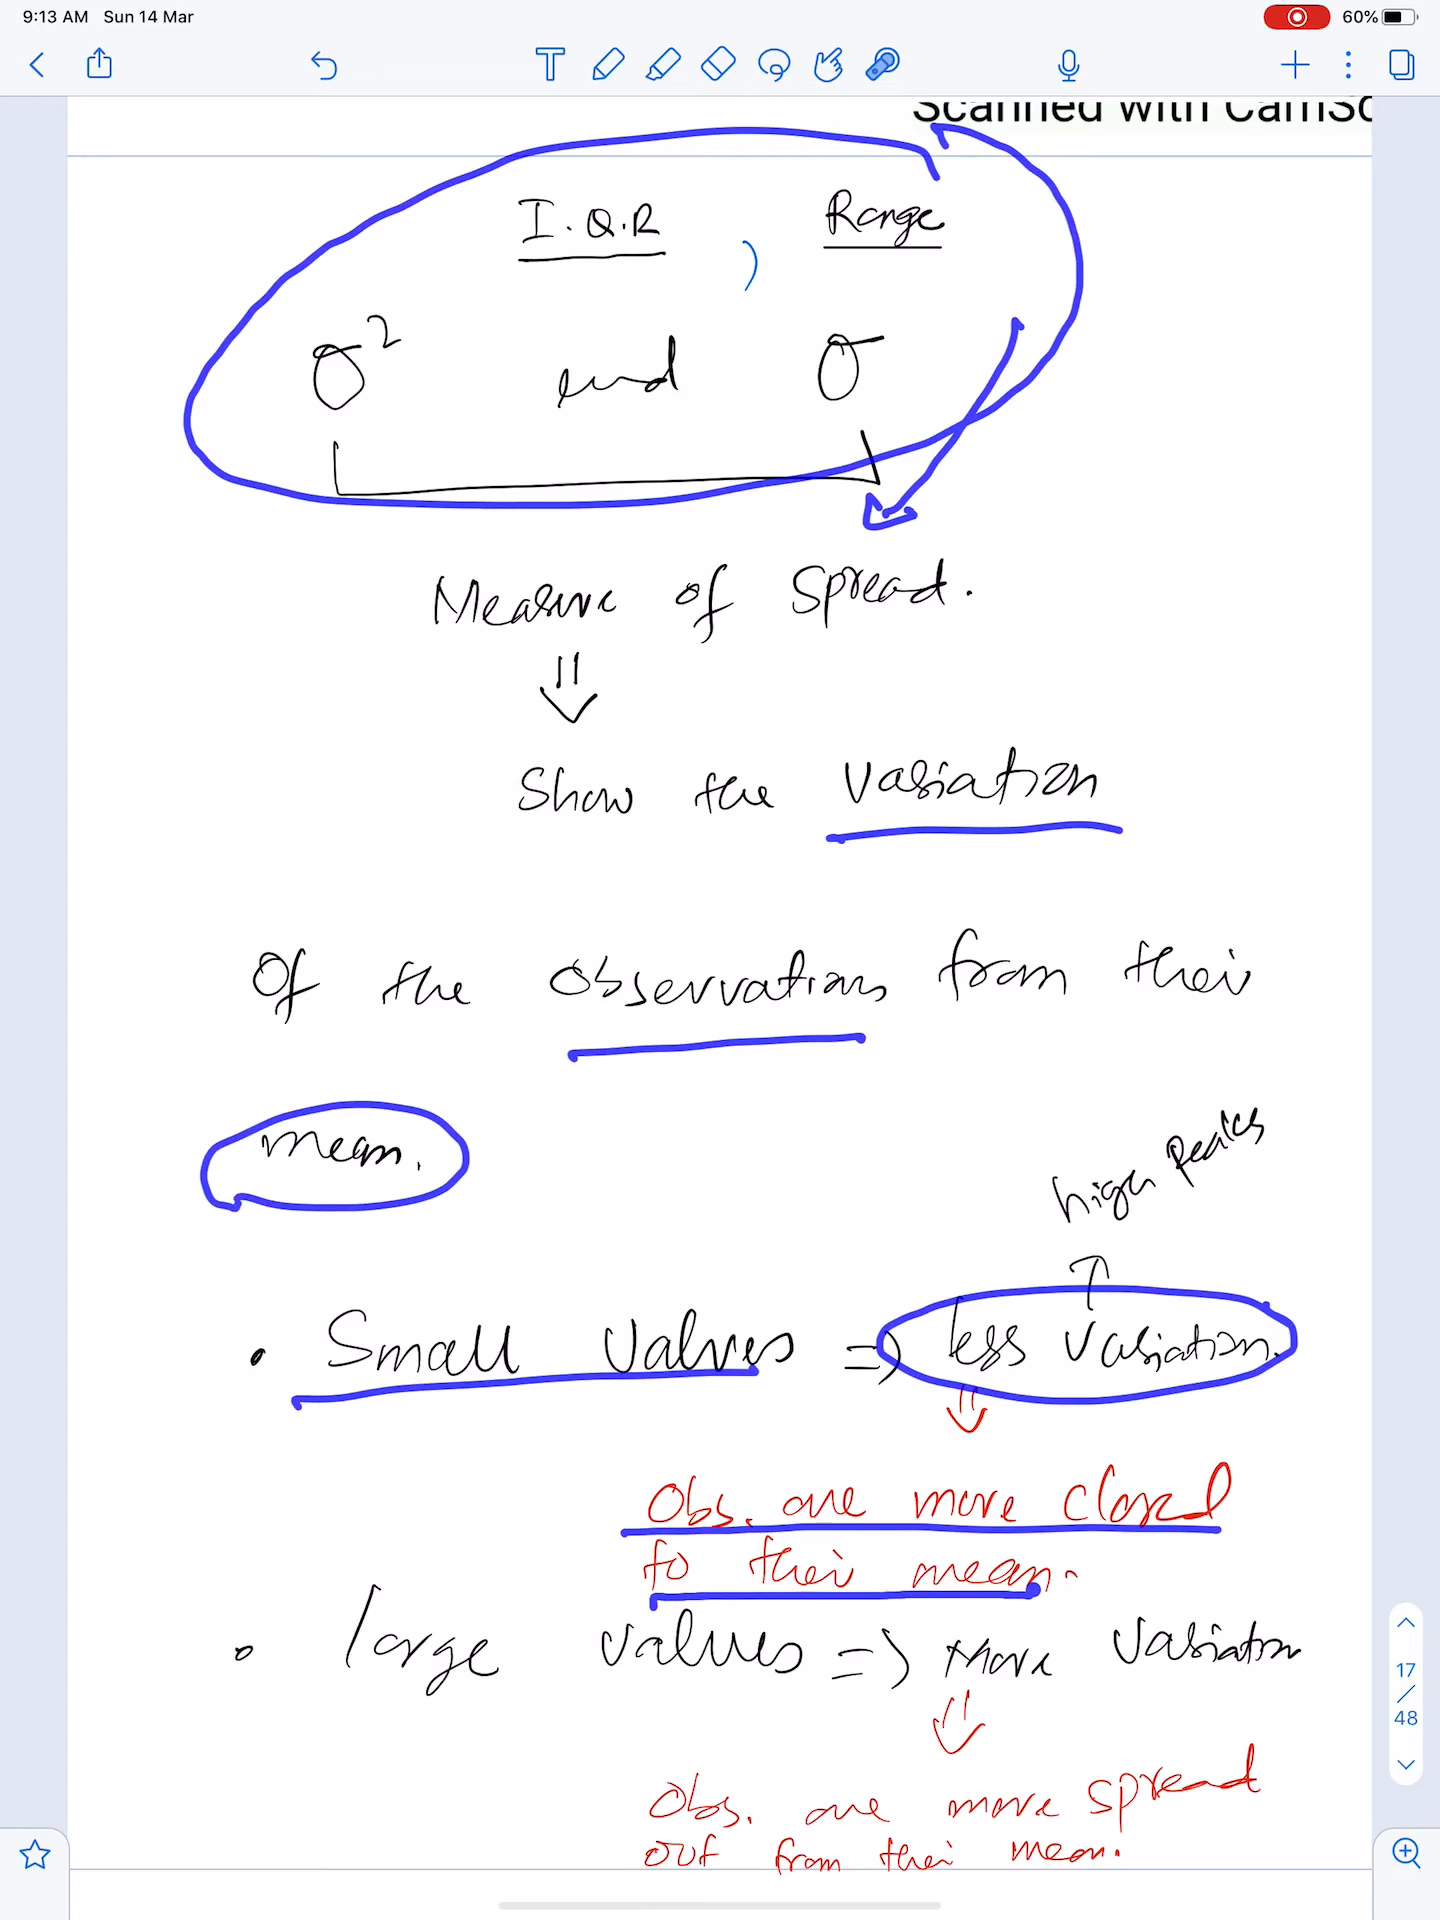 9:13 AM Sun 14 Mar
60%
Scanned with CamSc
I.Q.R , Range
σ² and σ
Measure of Spread.
⇓
Show the variation
Of the observations from their
mean.
high peaks
↑
• Small values => less variation.
⇓
Obs. are more closed
to their mean.
• large values => More variation
⇓
Obs. are more spread
out from their mean.
17
/
48